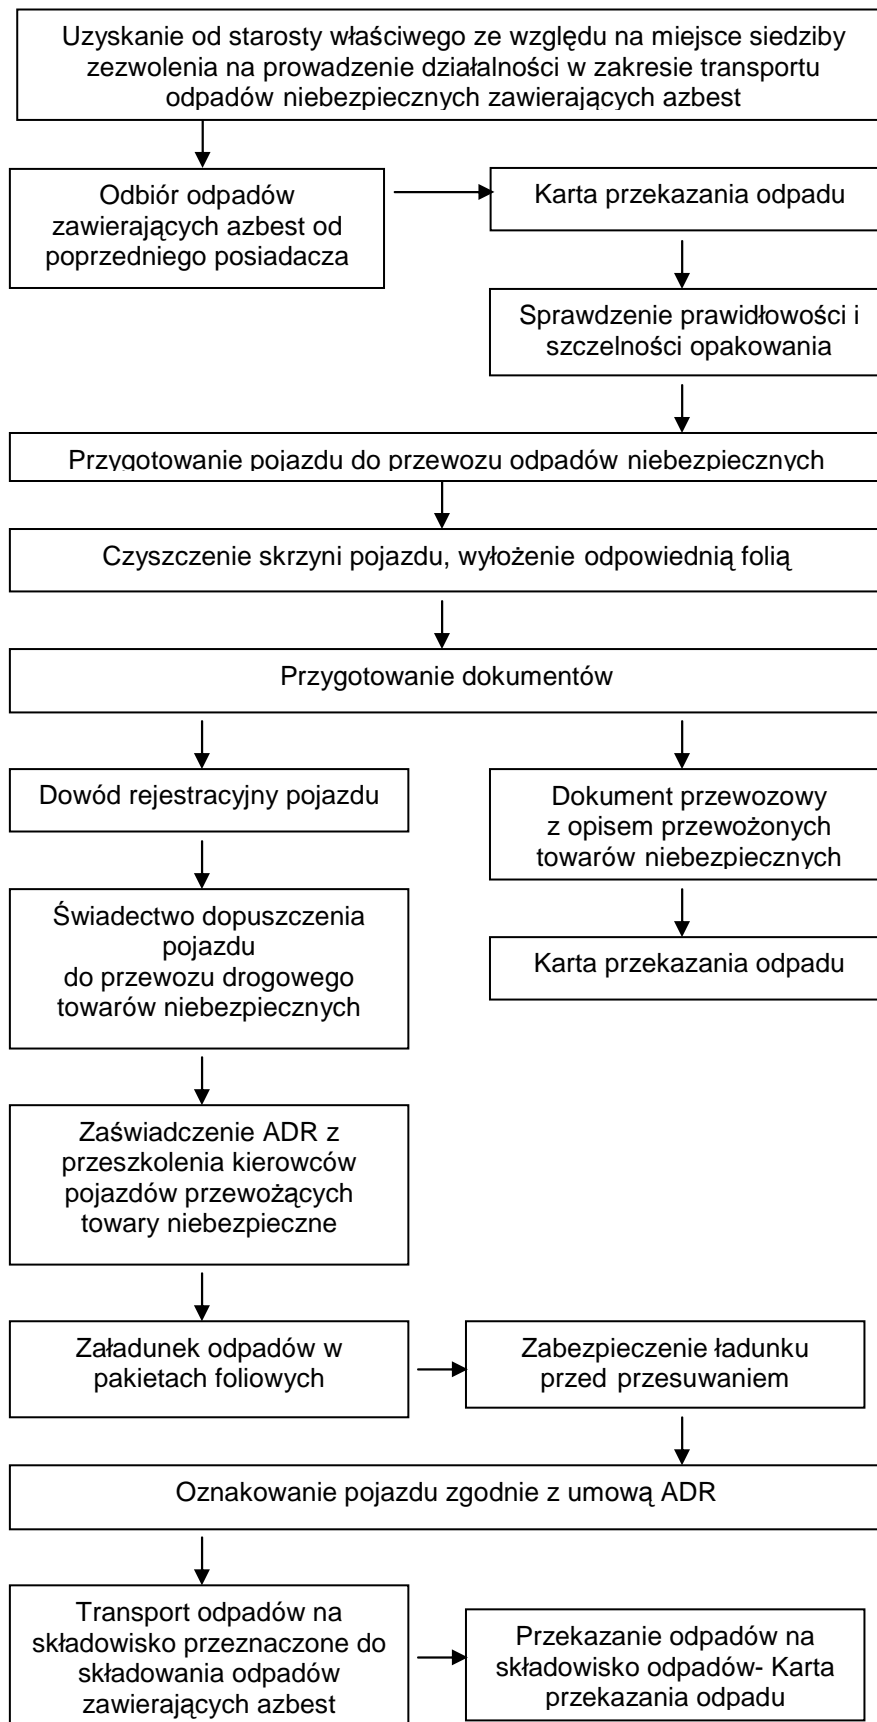 Uzyskanie od starosty właściwego ze względu na miejsce siedziby
zezwolenia na prowadzenie działalności w zakresie transportu
odpadów niebezpiecznych zawierających azbest
Odbiór odpadów
zawierających azbest od
poprzedniego posiadacza
Karta przekazania odpadu
Sprawdzenie prawidłowości i
szczelności opakowania
Przygotowanie pojazdu do przewozu odpadów niebezpiecznych
Czyszczenie skrzyni pojazdu, wyłożenie odpowiednią folią
Przygotowanie dokumentów
Dowód rejestracyjny pojazdu
Dokument przewozowy
z opisem przewożonych
towarów niebezpiecznych
Świadectwo dopuszczenia
pojazdu
do przewozu drogowego
towarów niebezpiecznych
Karta przekazania odpadu
Zaświadczenie ADR z
przeszkolenia kierowców
pojazdów przewożących
towary niebezpieczne
Załadunek odpadów w
pakietach foliowych
Zabezpieczenie ładunku
przed przesuwaniem
Oznakowanie pojazdu zgodnie z umową ADR
Transport odpadów na
składowisko przeznaczone do
składowania odpadów
zawierających azbest
Przekazanie odpadów na
składowisko odpadów- Karta
przekazania odpadu